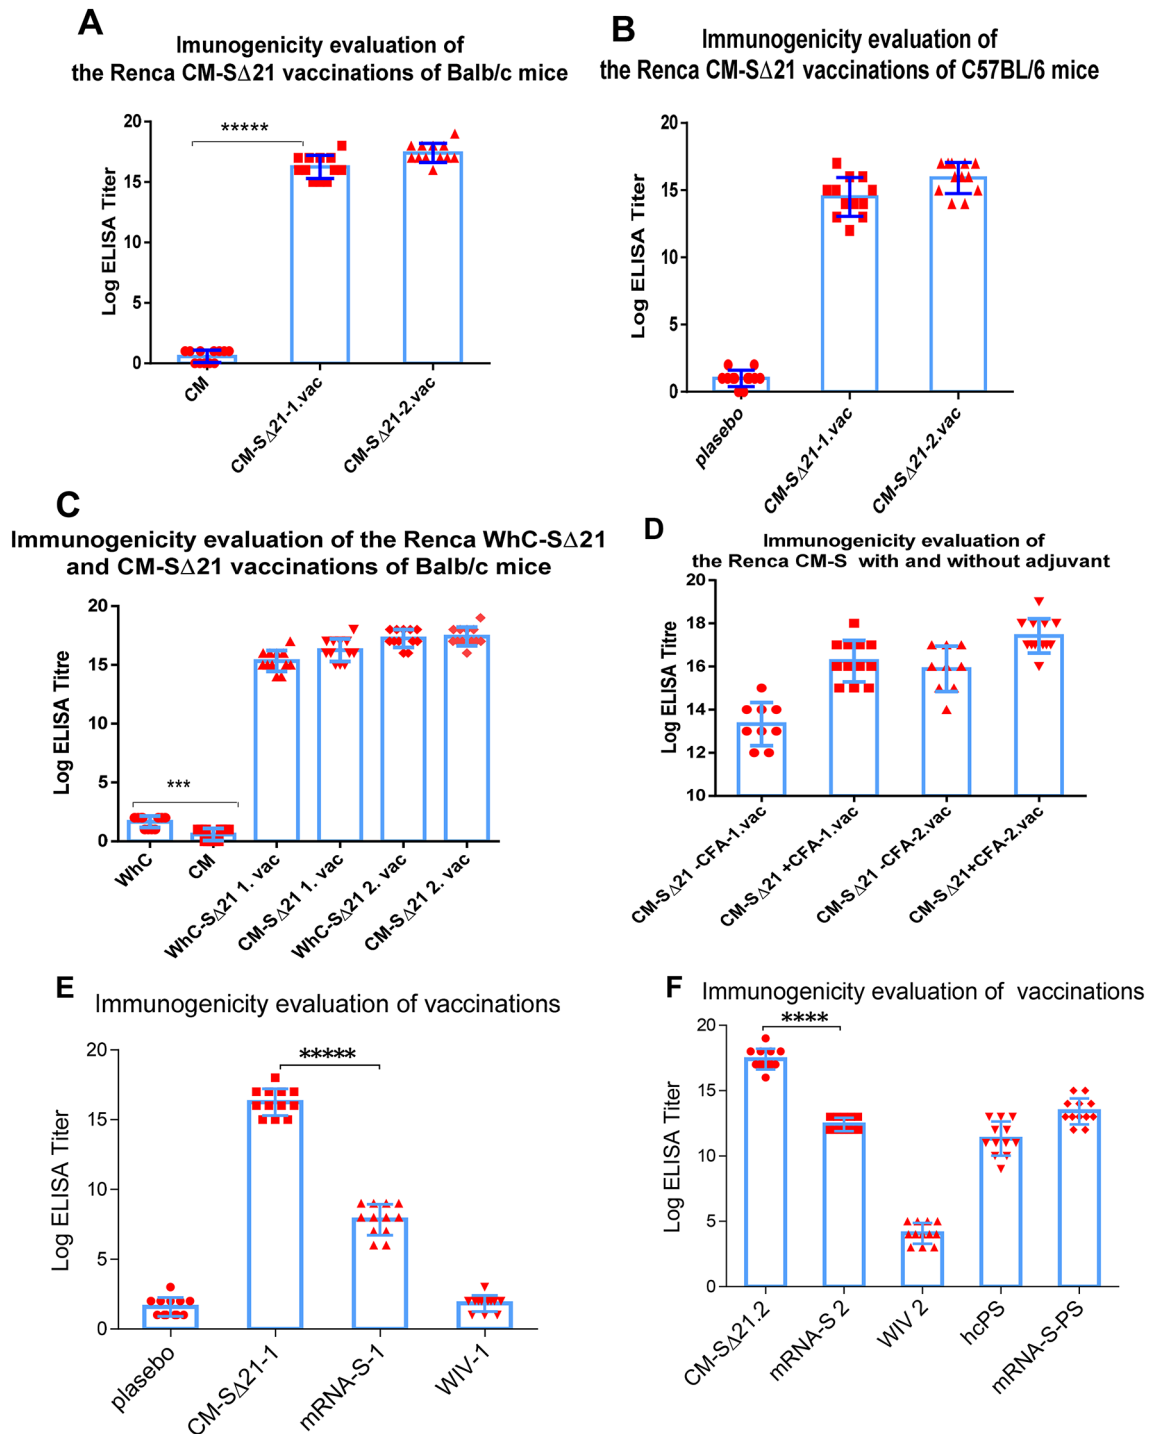 A
Imunogenicity evaluation of
the Renca CM-SΔ21 vaccinations of Balb/c mice
Log ELISA Titer
20
15
10
5
0
*****
CM
CM-SΔ21-1.vac
CM-SΔ21-2.vac
B
Immunogenicity evaluation of
the Renca CM-SΔ21 vaccinations of C57BL/6 mice
Log ELISA Titer
20
15
10
5
0
plasebo
CM-SΔ21-1.vac
CM-SΔ21-2.vac
C
Immunogenicity evaluation of the Renca WhC-SΔ21
and CM-SΔ21 vaccinations of Balb/c mice
Log ELISA Titre
20
15
10
5
0
***
WhC
CM
WhC-SΔ21 1. vac
CM-SΔ21 1. vac
WhC-SΔ21 2. vac
CM-SΔ21 2. vac
D
Immunogenicity evaluation of
the Renca CM-S with and without adjuvant
Log ELISA Titre
20
18
16
14
12
10
CM-SΔ21 -CFA-1.vac
CM-SΔ21 +CFA-1.vac
CM-SΔ21 -CFA-2.vac
CM-SΔ21+CFA-2.vac
E
Immunogenicity evaluation of vaccinations
Log ELISA Titer
20
15
10
5
0
*****
plasebo
CM-SΔ21-1
mRNA-S-1
WIV-1
F
Immunogenicity evaluation of vaccinations
Log ELISA Titer
20
15
10
5
0
****
CM-SΔ21.2
mRNA-S 2
WIV 2
hcPS
mRNA-S-PS